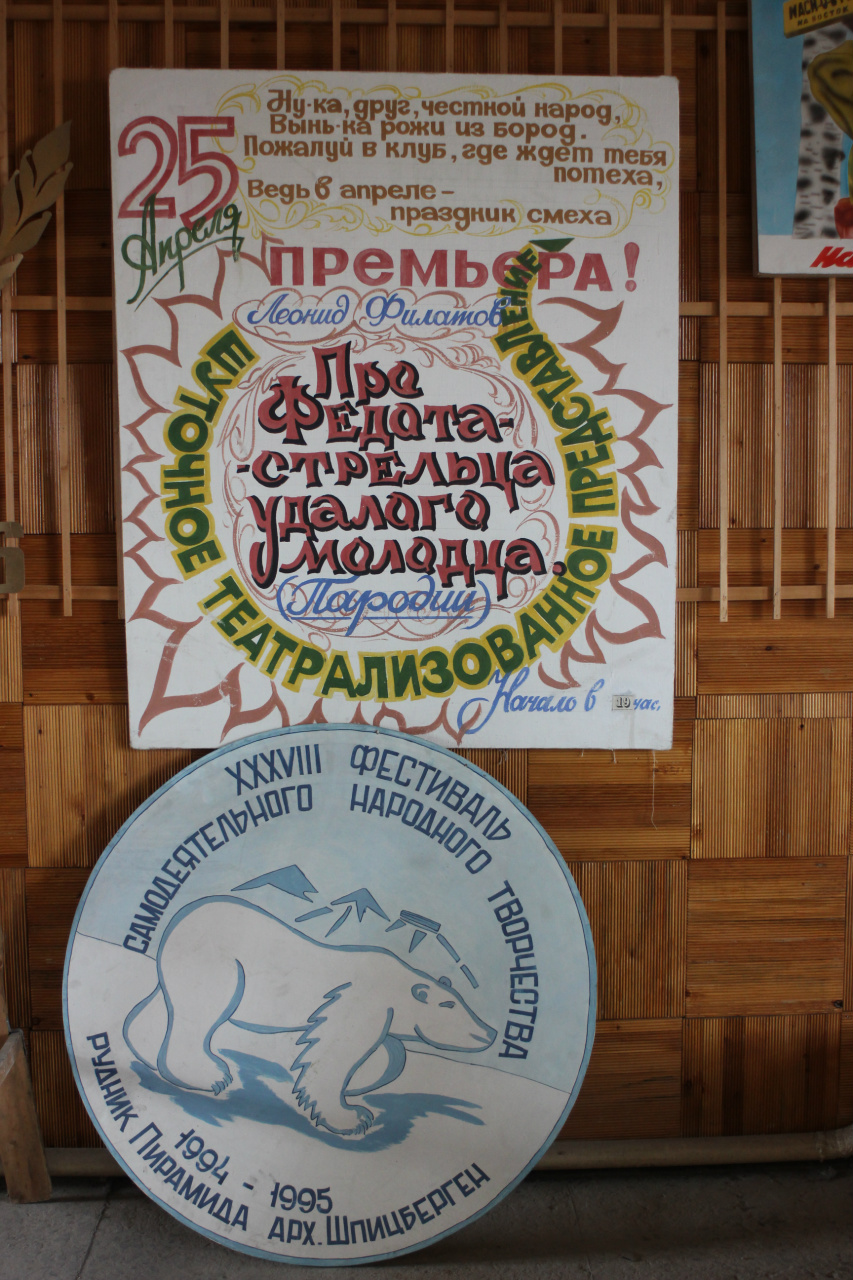 25
Апреля
Ну-ка, друг, честной народ,
Вынь-ка рожи из бород.
Пожалуй в клуб, где ждет тебя
потеха,
Ведь в апреле –
праздник смеха
ПРЕМЬЕРА!
Леонид Филатов
Про
Федота-
-стрельца
удалого
молодца.
(Пародии)
ШУТОЧНОЕ ТЕАТРАЛИЗОВАННОЕ ПРЕДСТАВЛЕНИЕ
Начало в 19 час.
XXXVIII ФЕСТИВАЛЬ
САМОДЕЯТЕЛЬНОГО НАРОДНОГО ТВОРЧЕСТВА
1994 - 1995
РУДНИК ПИРАМИДА АРХ. ШПИЦБЕРГЕН